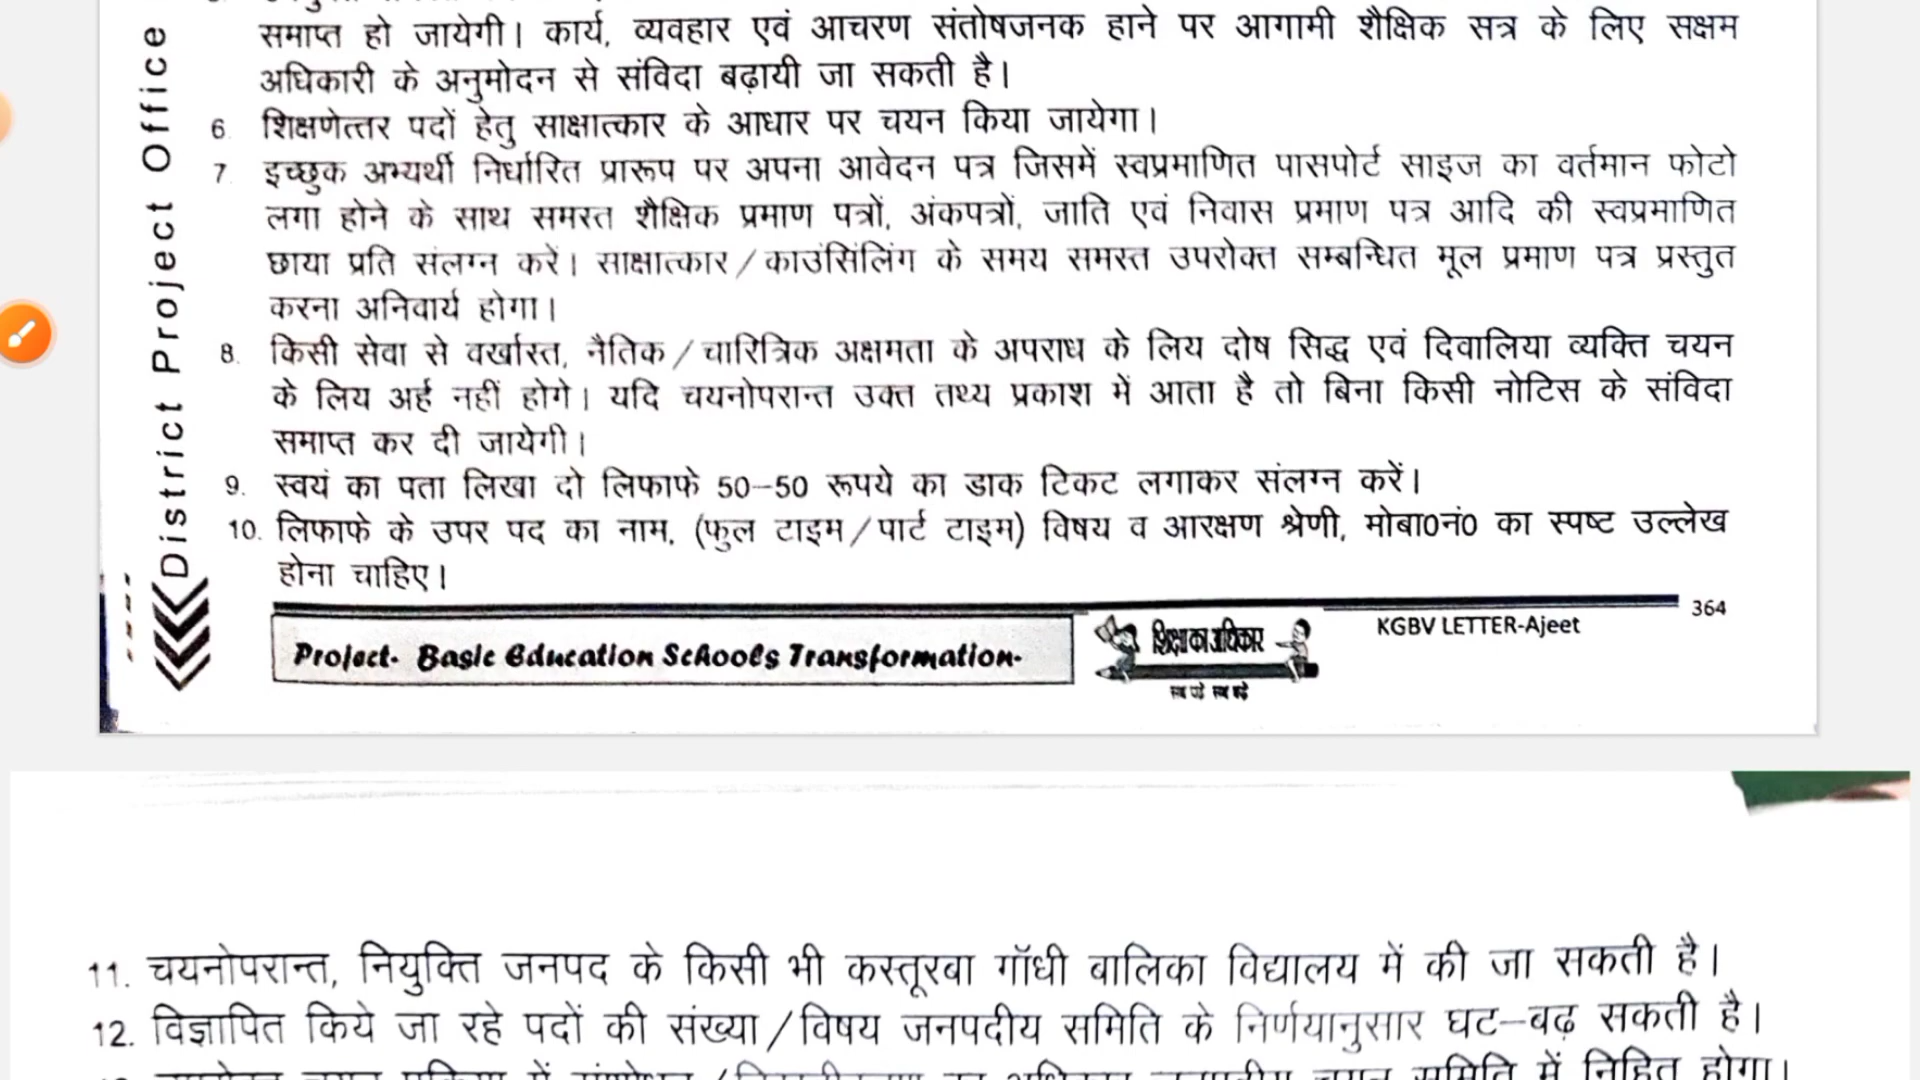 समाप्त हो जायेगी। कार्य, व्यवहार एवं आचरण संतोषजनक हाने पर आगामी शैक्षिक सत्र के लिए सक्षम
अधिकारी के अनुमोदन से संविदा बढ़ायी जा सकती है।
6. शिक्षणेत्तर पदों हेतु साक्षात्कार के आधार पर चयन किया जायेगा।
7. इच्छुक अभ्यर्थी निर्धारित प्रारूप पर अपना आवेदन पत्र जिसमें स्वप्रमाणित पासपोर्ट साइज का वर्तमान फोटो
लगा होने के साथ समस्त शैक्षिक प्रमाण पत्रों, अंकपत्रों, जाति एवं निवास प्रमाण पत्र आदि की स्वप्रमाणित
छाया प्रति संलग्न करें। साक्षात्कार/काउंसिंलिंग के समय समस्त उपरोक्त सम्बन्धित मूल प्रमाण पत्र प्रस्तुत
करना अनिवार्य होगा।
8. किसी सेवा से वर्खास्त, नैतिक/चारित्रिक अक्षमता के अपराध के लिय दोष सिद्ध एवं दिवालिया व्यक्ति चयन
के लिय अर्ह नहीं होगे। यदि चयनोपरान्त उक्त तथ्य प्रकाश में आता है तो बिना किसी नोटिस के संविदा
समाप्त कर दी जायेगी।
9. स्वयं का पता लिखा दो लिफाफे 50–50 रूपये का डाक टिकट लगाकर संलग्न करें।
10. लिफाफे के उपर पद का नाम, (फुल टाइम/पार्ट टाइम) विषय व आरक्षण श्रेणी, मोबा0नं0 का स्पष्ट उल्लेख
होना चाहिए।
District Project Office
364
KGBV LETTER-Ajeet
Project- Basic Education Schools Transformation-
शिक्षा का अधिकार
सब पढ़े सब बढ़े
11. चयनोपरान्त, नियुक्ति जनपद के किसी भी कस्तूरबा गॉधी बालिका विद्यालय में की जा सकती है।
12. विज्ञापित किये जा रहे पदों की संख्या/विषय जनपदीय समिति के निर्णयानुसार घट–बढ़ सकती है।
समिति में निहित होगा।